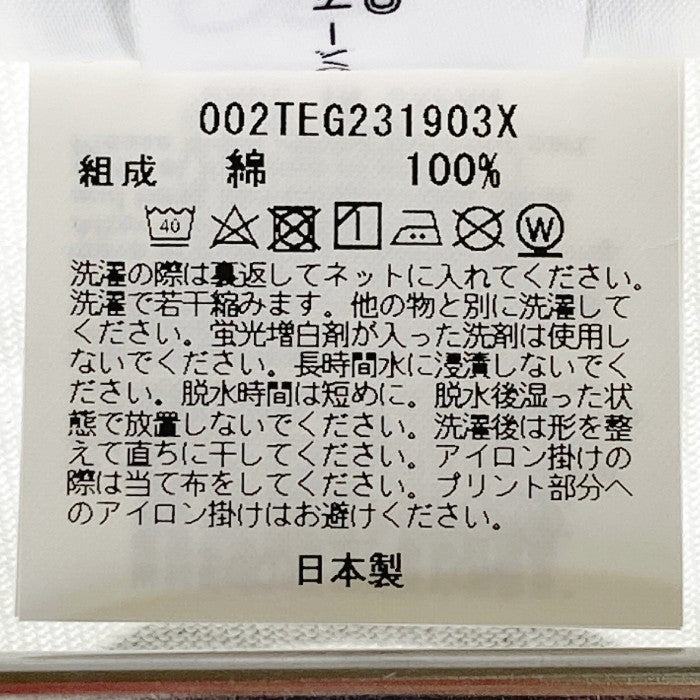 002TEG231903X
組成 綿 100%
40
W
洗濯の際は裏返してネットに入れてください。
洗濯で若干縮みます。他の物と別に洗濯して
ください。蛍光増白剤が入った洗剤は使用し
ないでください。長時間水に浸漬しないでく
ださい。脱水時間は短めに。脱水後湿った状
態で放置しないでください。洗濯後は形を整
えて直ちに干してください。アイロン掛けの
際は当て布をしてください。プリント部分へ
のアイロン掛けはお避けください。
日本製